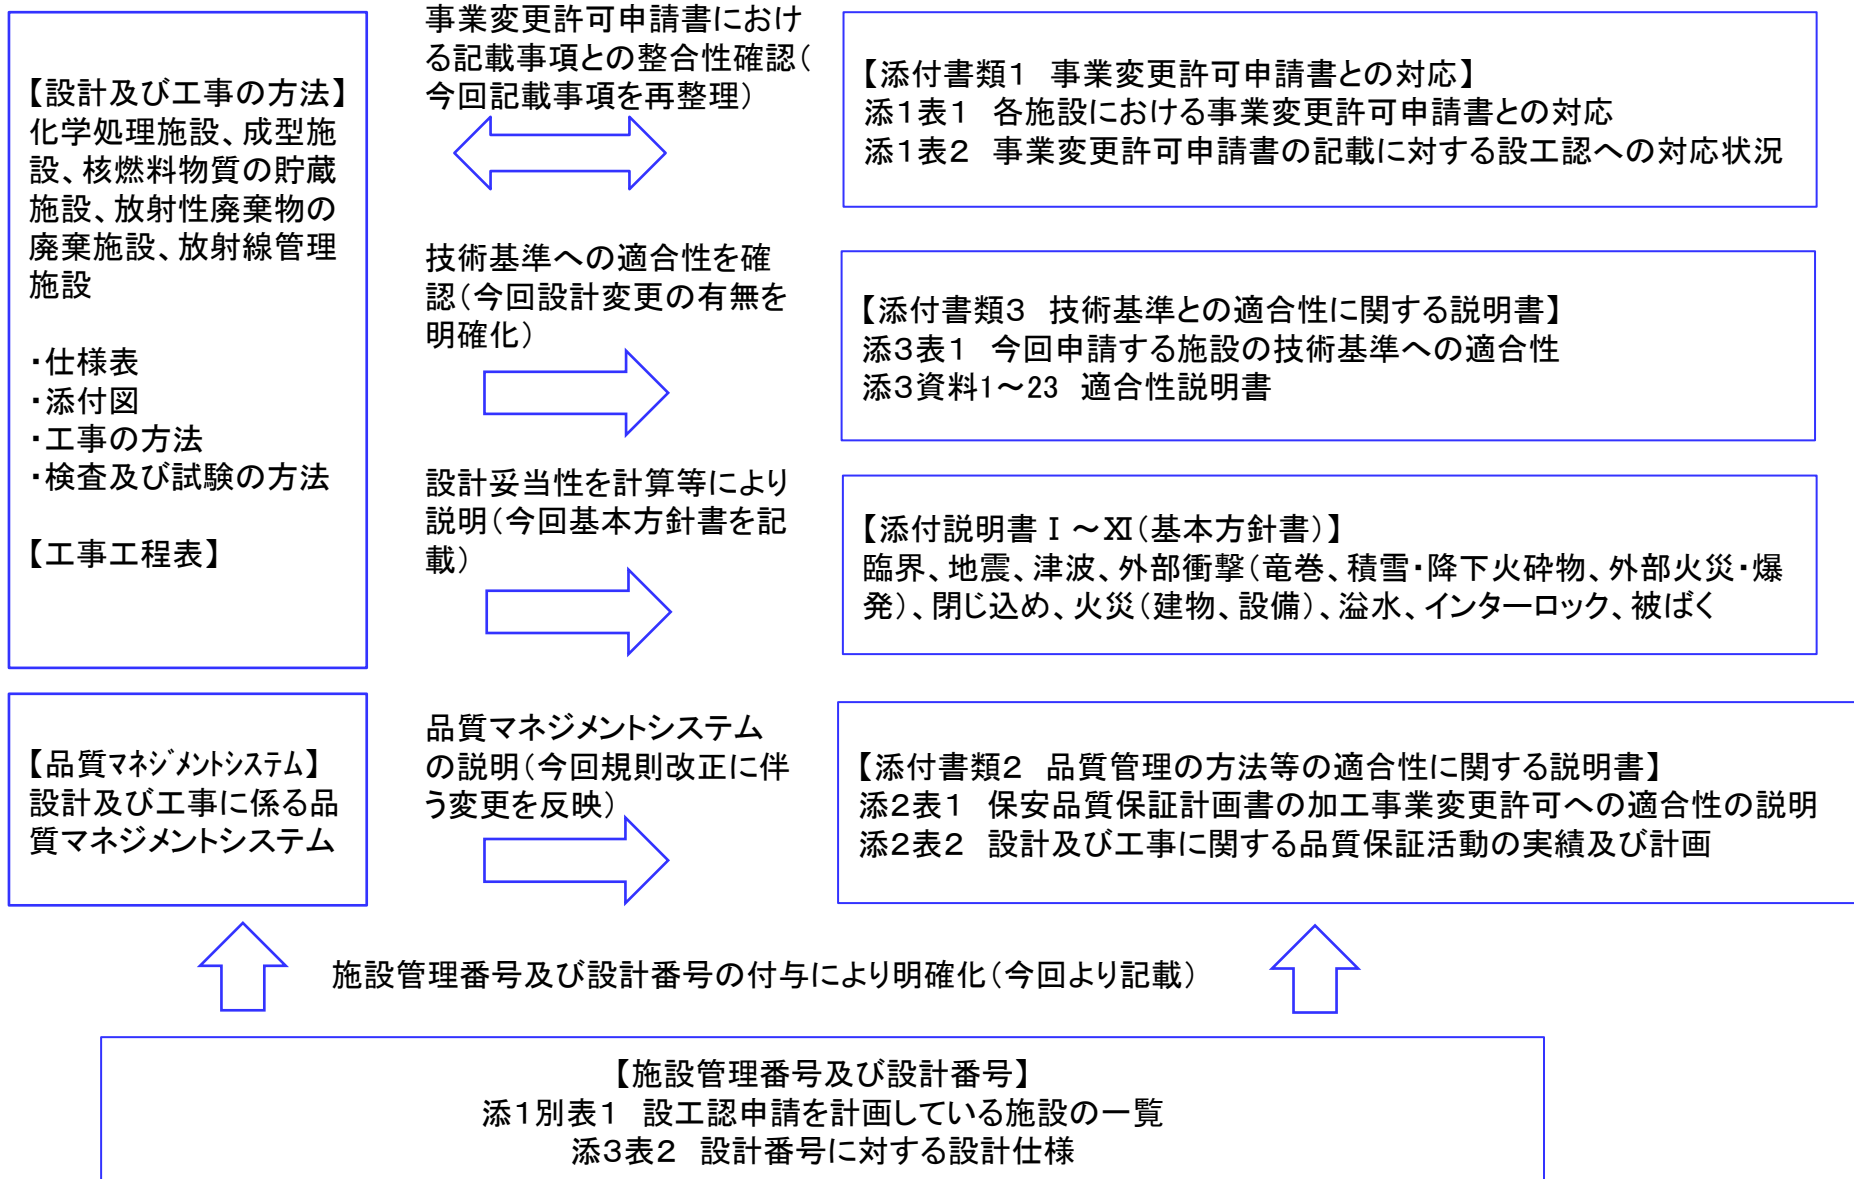 【設計及び工事の方法】
化学処理施設、成型施
設、核燃料物質の貯蔵
施設、放射性廃棄物の
廃棄施設、放射線管理
施設
・仕様表
・添付図
・工事の方法
・検査及び試験の方法
【工事工程表】
事業変更許可申請書におけ
る記載事項との整合性確認(
今回記載事項を再整理)
【添付書類1 事業変更許可申請書との対応】
添1表1 各施設における事業変更許可申請書との対応
添1表2 事業変更許可申請書の記載に対する設工認への対応状況
技術基準への適合性を確
認(今回設計変更の有無を
明確化)
【添付書類3 技術基準との適合性に関する説明書】
添3表1 今回申請する施設の技術基準への適合性
添3資料1~23 適合性説明書
設計妥当性を計算等により
説明(今回基本方針書を記
載)
【添付説明書Ⅰ~Ⅺ(基本方針書)】
臨界、地震、津波、外部衝撃(竜巻、積雪・降下火砕物、外部火災・爆
発)、閉じ込め、火災(建物、設備)、溢水、インターロック、被ばく
【品質ﾏﾈｼﾞﾒﾝﾄｼｽﾃﾑ】
設計及び工事に係る品
質マネジメントシステム
品質マネジメントシステム
の説明(今回規則改正に伴
う変更を反映)
【添付書類2 品質管理の方法等の適合性に関する説明書】
添2表1 保安品質保証計画書の加工事業変更許可への適合性の説明
添2表2 設計及び工事に関する品質保証活動の実績及び計画
施設管理番号及び設計番号の付与により明確化(今回より記載)
【施設管理番号及び設計番号】
添1別表1 設工認申請を計画している施設の一覧
添3表2 設計番号に対する設計仕様